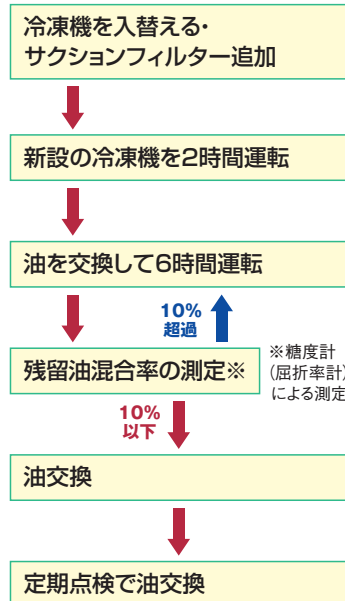 冷凍機を入替える・
サクションフィルター追加
新設の冷凍機を2時間運転
油を交換して6時間運転
10%
超過
残留油混合率の測定※
※糖度計
(屈折率計)
による測定
10%
以下
油交換
定期点検で油交換